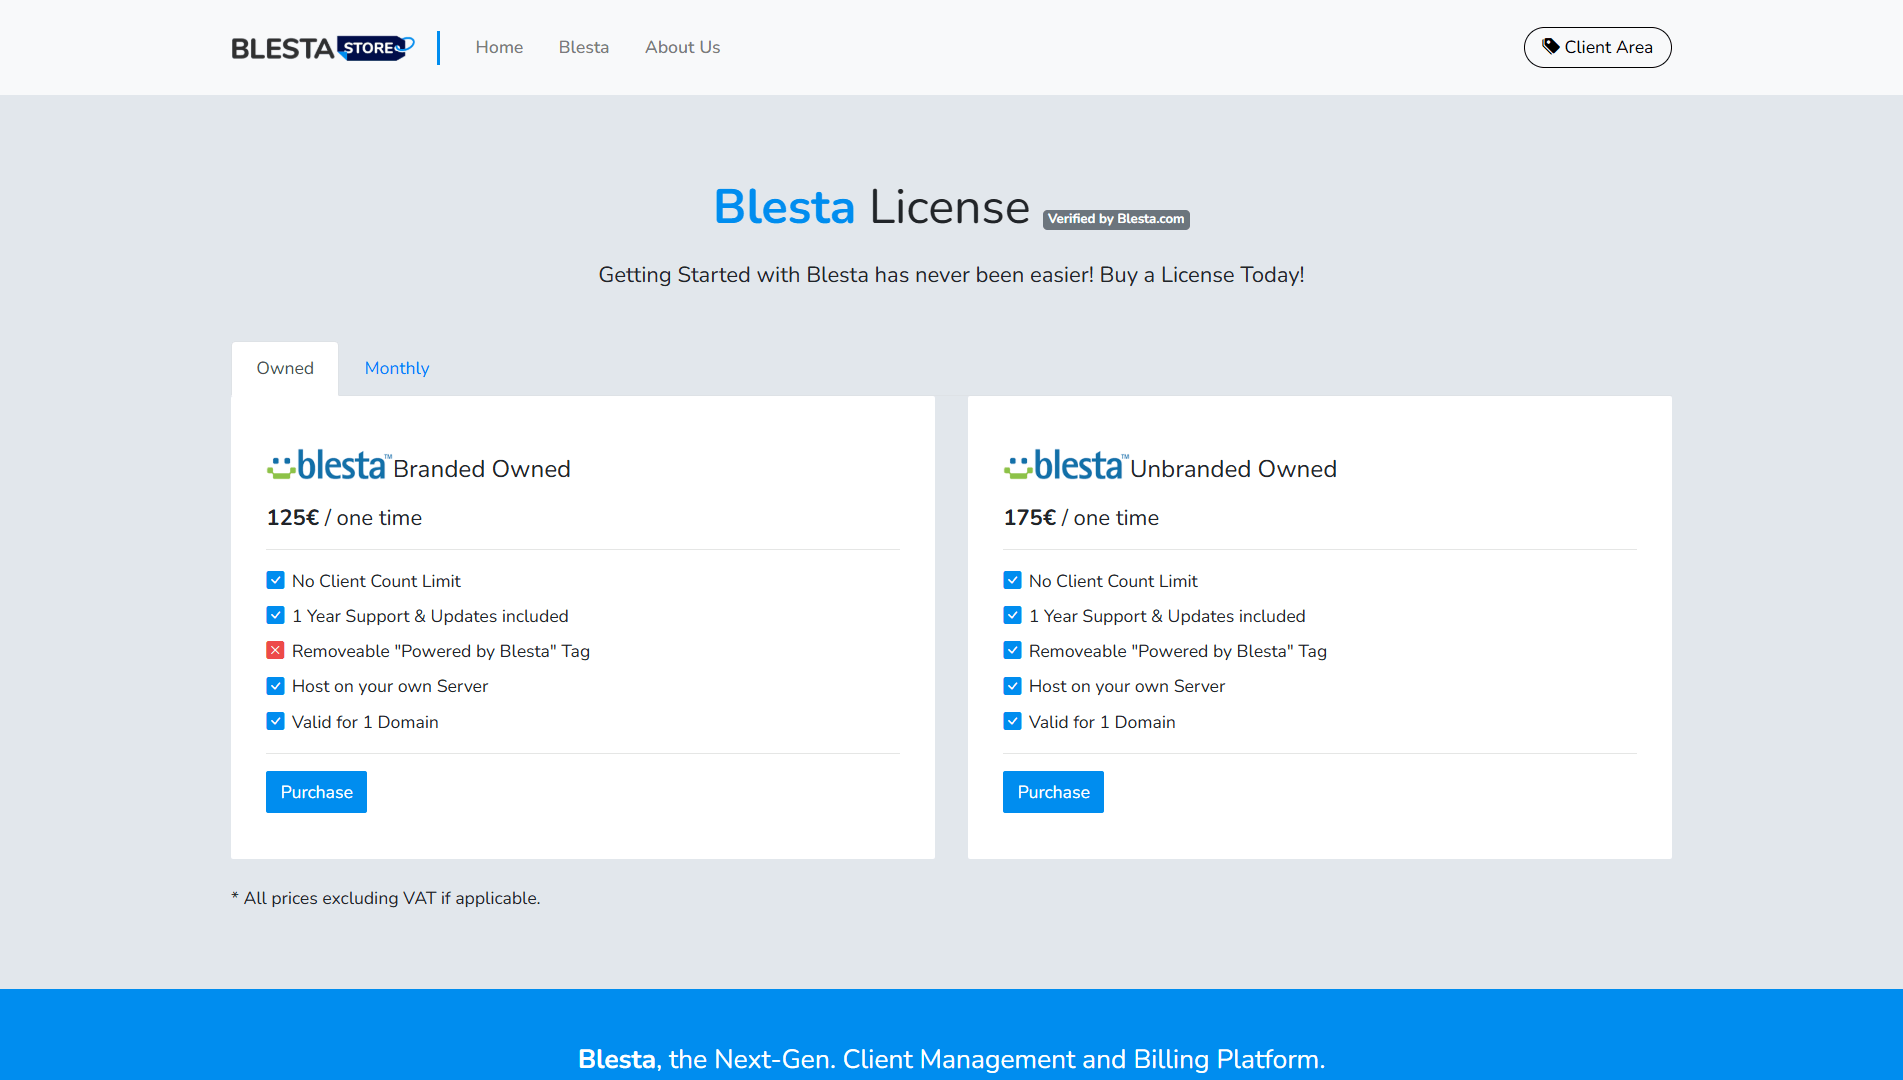 BLESTA STORE
Home
Blesta
About Us
Client Area
Blesta License Verified by Blesta.com
Getting Started with Blesta has never been easier! Buy a License Today!
Owned
Monthly
blesta™ Branded Owned
125€ / one time
No Client Count Limit
1 Year Support & Updates included
Removeable "Powered by Blesta" Tag
Host on your own Server
Valid for 1 Domain
Purchase
blesta™ Unbranded Owned
175€ / one time
No Client Count Limit
1 Year Support & Updates included
Removeable "Powered by Blesta" Tag
Host on your own Server
Valid for 1 Domain
Purchase
* All prices excluding VAT if applicable.
Blesta, the Next-Gen. Client Management and Billing Platform.